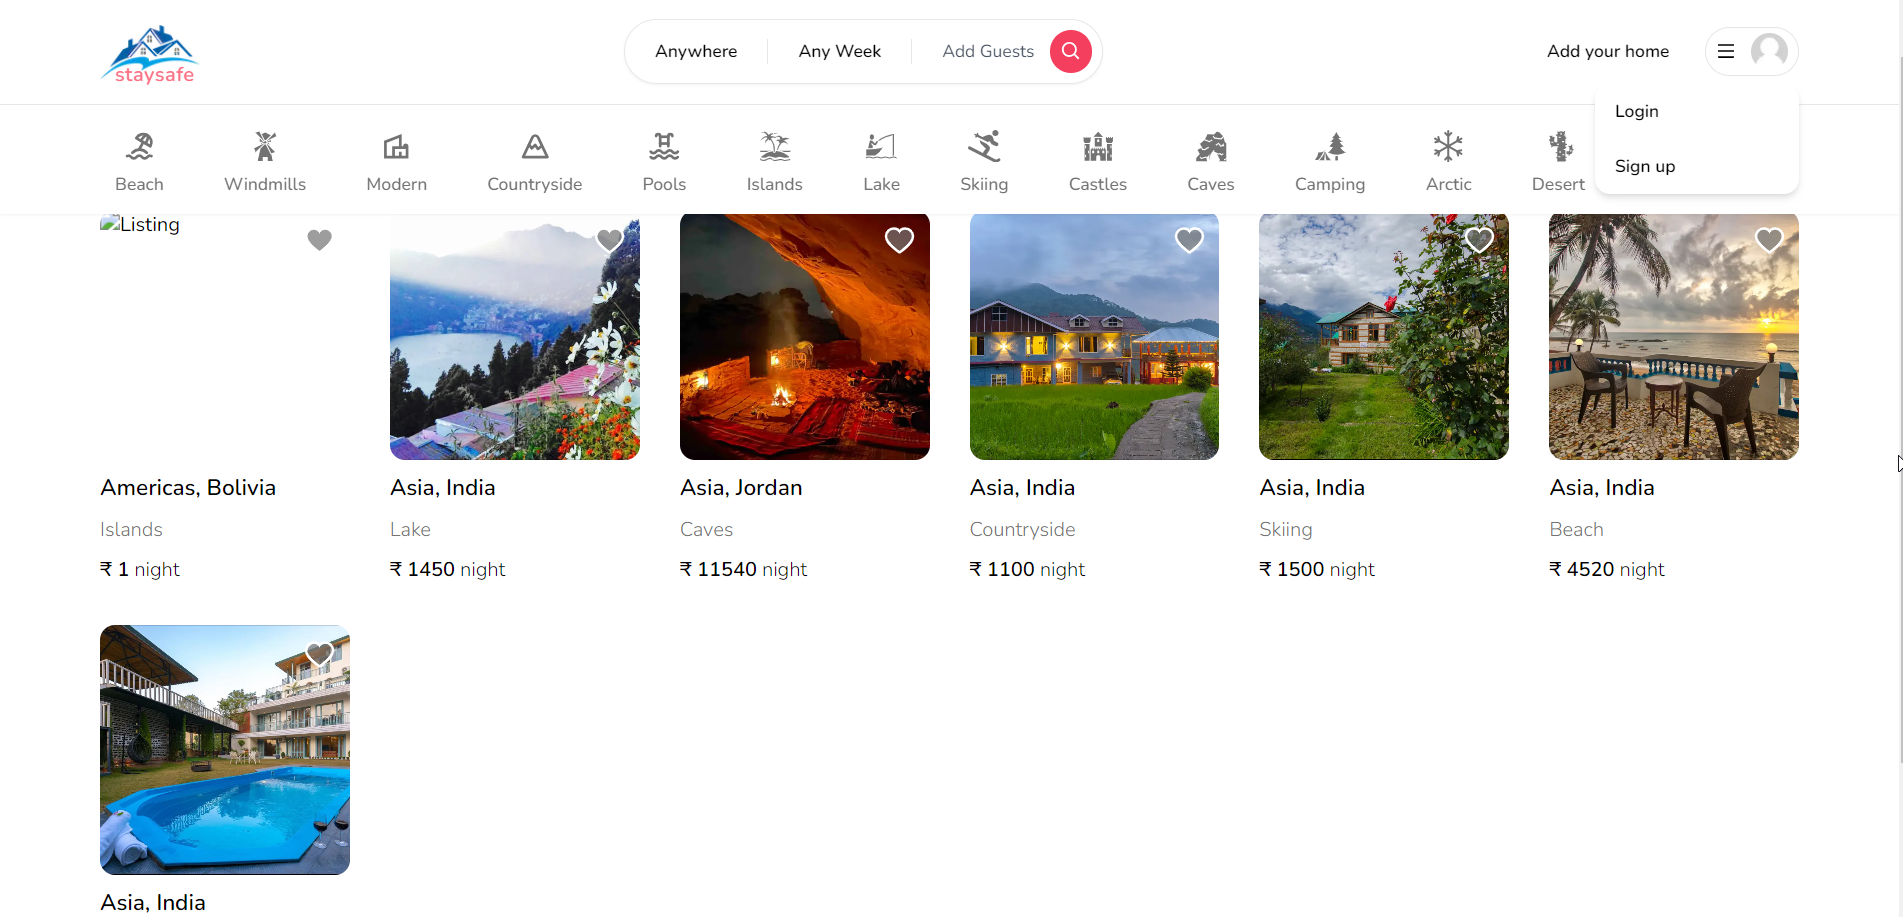 staysafe
Anywhere
Any Week
Add Guests
Add your home
Login
Sign up
Beach
Windmills
Modern
Countryside
Pools
Islands
Lake
Skiing
Castles
Caves
Camping
Arctic
Desert
Listing
Americas, Bolivia
Islands
₹ 1 night
Asia, India
Lake
₹ 1450 night
Asia, Jordan
Caves
₹ 11540 night
Asia, India
Countryside
₹ 1100 night
Asia, India
Skiing
₹ 1500 night
Asia, India
Beach
₹ 4520 night
Asia, India